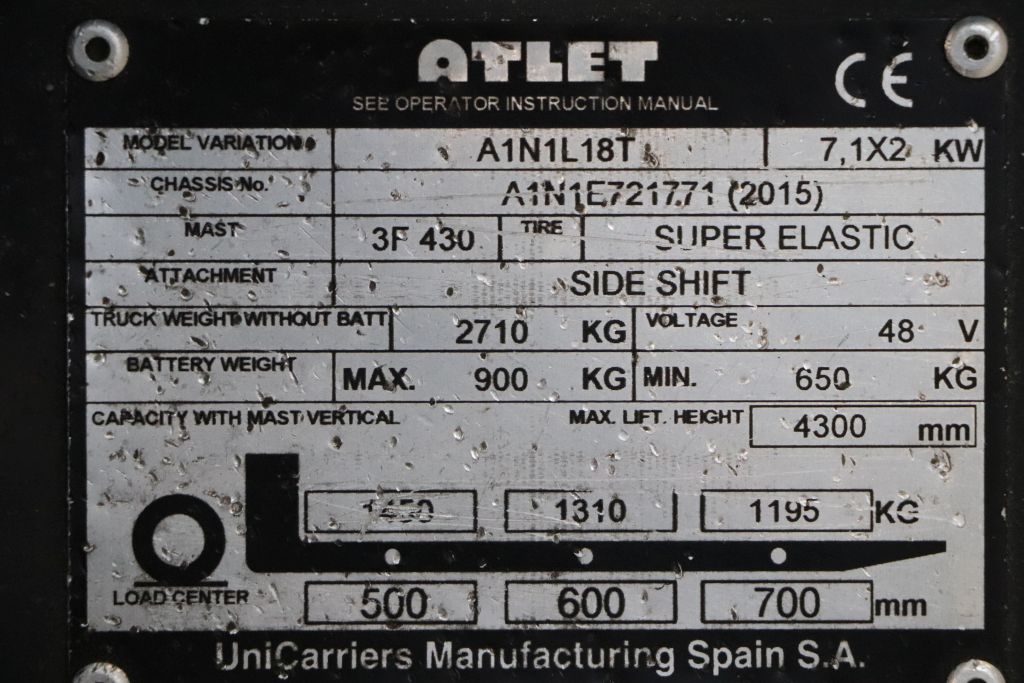 ATLET
CE
SEE OPERATOR INSTRUCTION MANUAL
MODEL VARIATION A1N1L18T 7,1X2 KW
CHASSIS No. A1N1E721771 (2015)
MAST 3F 430 TIRE SUPER ELASTIC
ATTACHMENT SIDE SHIFT
TRUCK WEIGHT WITHOUT BATT 2710 KG VOLTAGE 48 V
BATTERY WEIGHT MAX. 900 KG MIN. 650 KG
CAPACITY WITH MAST VERTICAL MAX. LIFT. HEIGHT 4300 mm
1450 1310 1195 KG
LOAD CENTER 500 600 700 mm
UniCarriers Manufacturing Spain S.A.